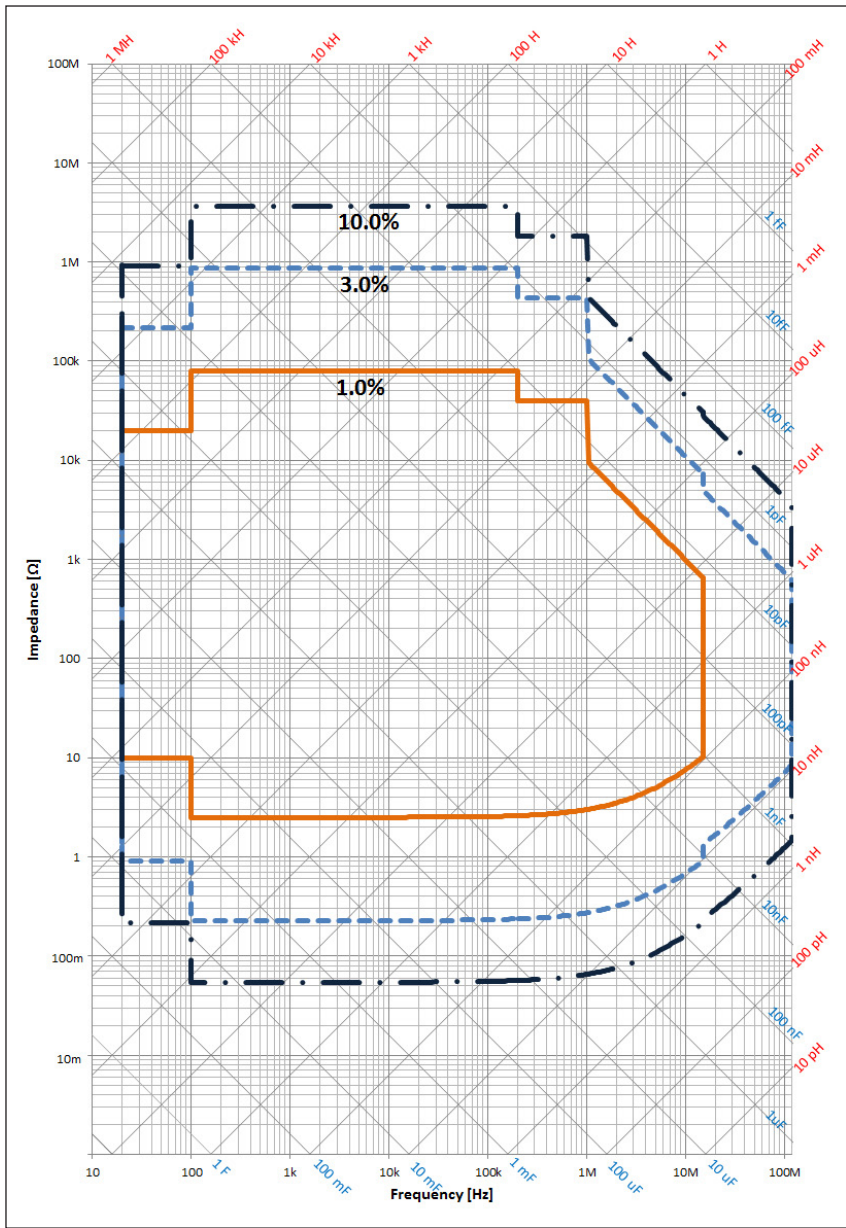 1 MH
100 kH
10 kH
1 kH
100 H
10 H
1 H
100 mH
100M
10M
1M
100k
10k
1k
100
10
1
100m
10m
Impedance [Ω]
10.0%
3.0%
1.0%
10 mH
1 fF
1 mH
10fF
100 uH
100 fF
10 uH
1pF
1 uH
10pF
100 nH
100pF
10 nH
1nF
1 nH
10nF
100 pH
100 nF
10 pH
1uF
10
100
1k
10k
100k
1M
10M
100M
1 F
100 mF
10 mF
1 mF
100 uF
10 uF
Frequency [Hz]